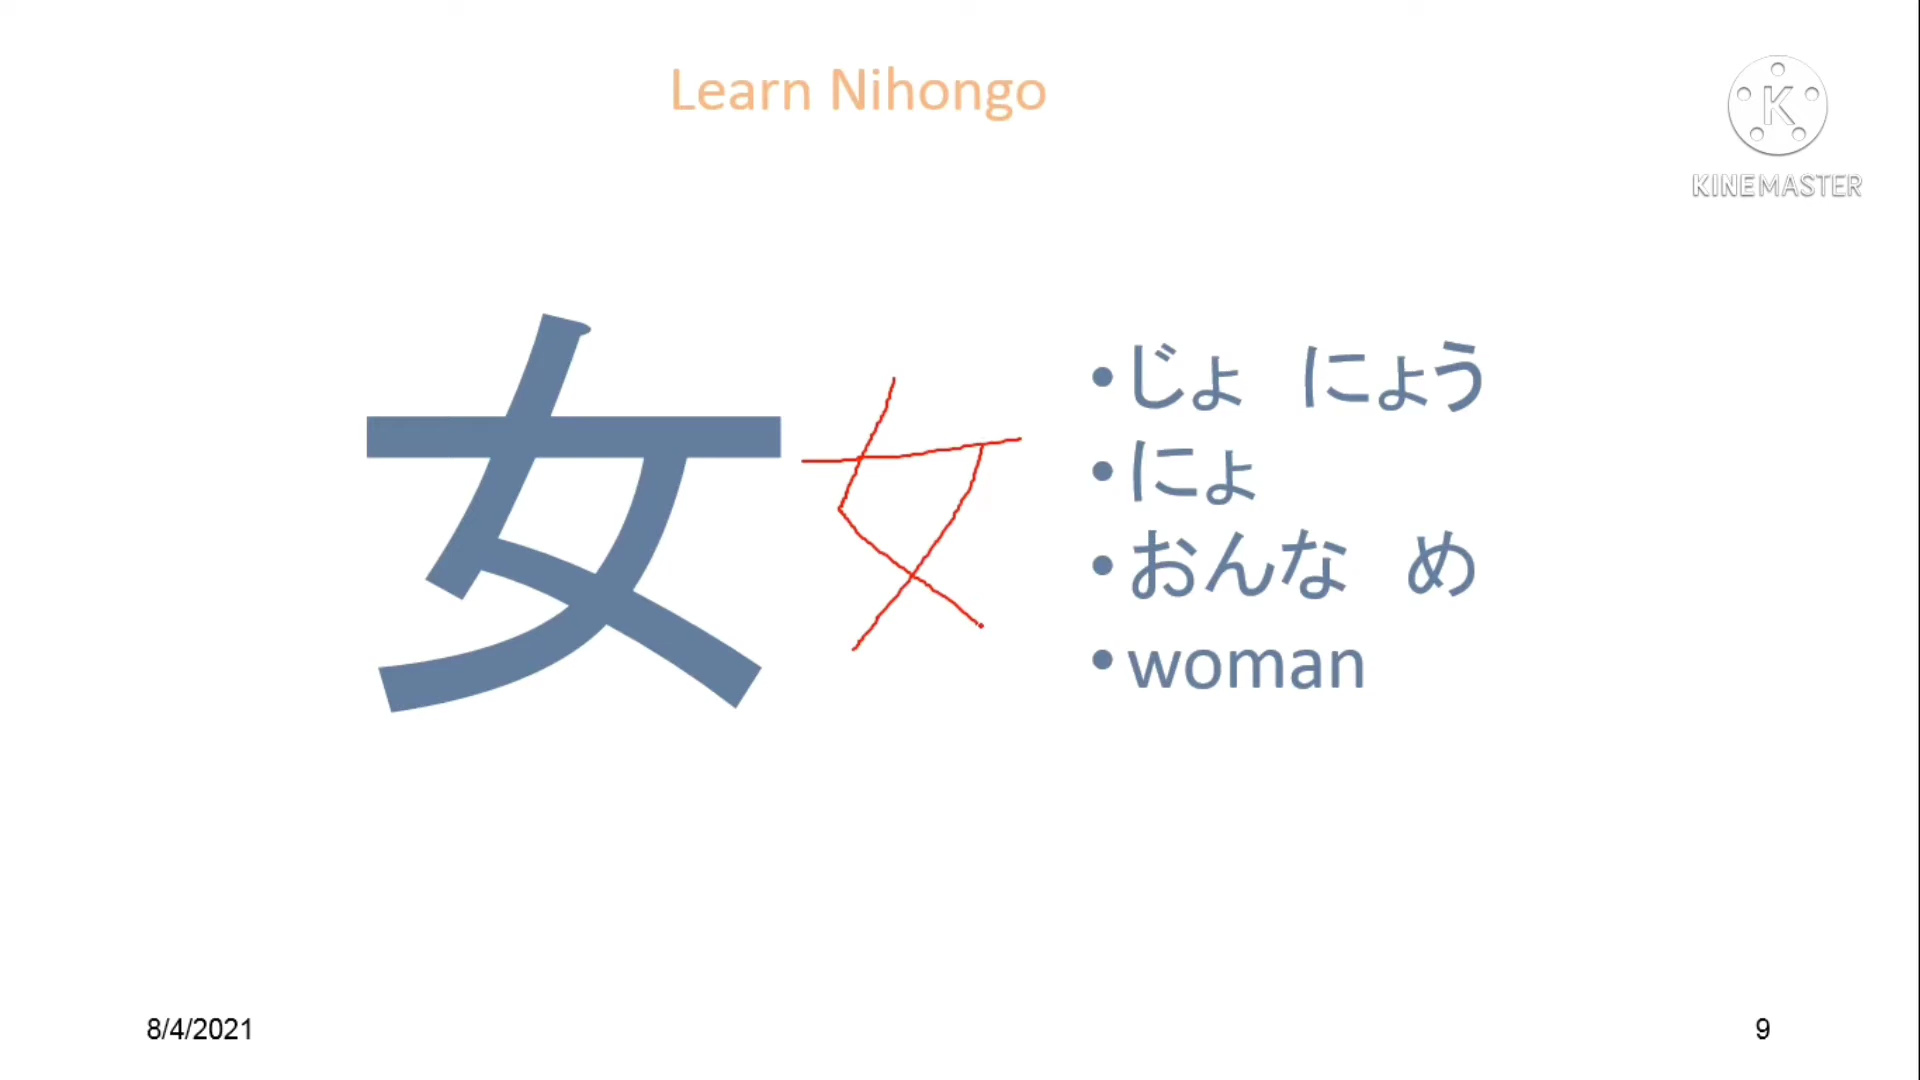 Learn Nihongo
K
KINEMASTER
女 女
•じょ にょう
•にょ
•おんな め
•woman
8/4/2021
9